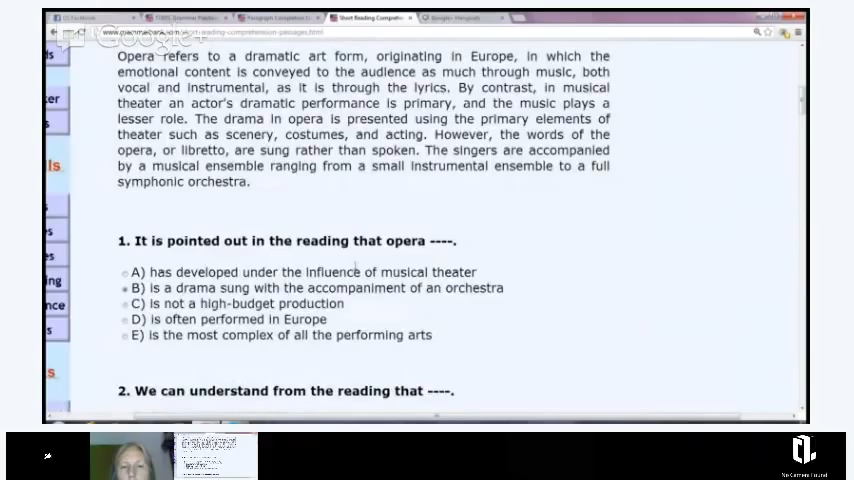 Short Reading Comprehe
Google+
Opera refers to a dramatic art form, originating in Europe, in which the
emotional content is conveyed to the audience as much through music, both
vocal and instrumental, as it is through the lyrics. By contrast, in musical
theater an actor's dramatic performance is primary, and the music plays a
lesser role. The drama in opera is presented using the primary elements of
theater such as scenery, costumes, and acting. However, the words of the
opera, or libretto, are sung rather than spoken. The singers are accompanied
by a musical ensemble ranging from a small instrumental ensemble to a full
symphonic orchestra.
1. It is pointed out in the reading that opera ----.
A) has developed under the influence of musical theater
B) is a drama sung with the accompaniment of an orchestra
C) is not a high-budget production
D) is often performed in Europe
E) is the most complex of all the performing arts
2. We can understand from the reading that ----.
No Camera Found